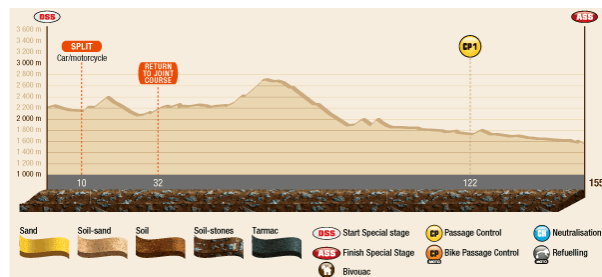 DSS
ASS
3 600 m
3 400 m
3 200 m
3 000 m
2 800 m
2 600 m
2 400 m
2 200 m
2 000 m
1 800 m
1 600 m
1 400 m
1 200 m
1 000 m
SPLIT
Car/motorcycle
RETURN
TO JOINT
COURSE
CP1
10
32
122
155
Sand
Soil-sand
Soil
Soil-stones
Tarmac
DSS Start Special stage
ASS Finish Special Stage
Bivouac
CP Passage Control
CP MOTO Bike Passage Control
Neutralisation
Refuelling